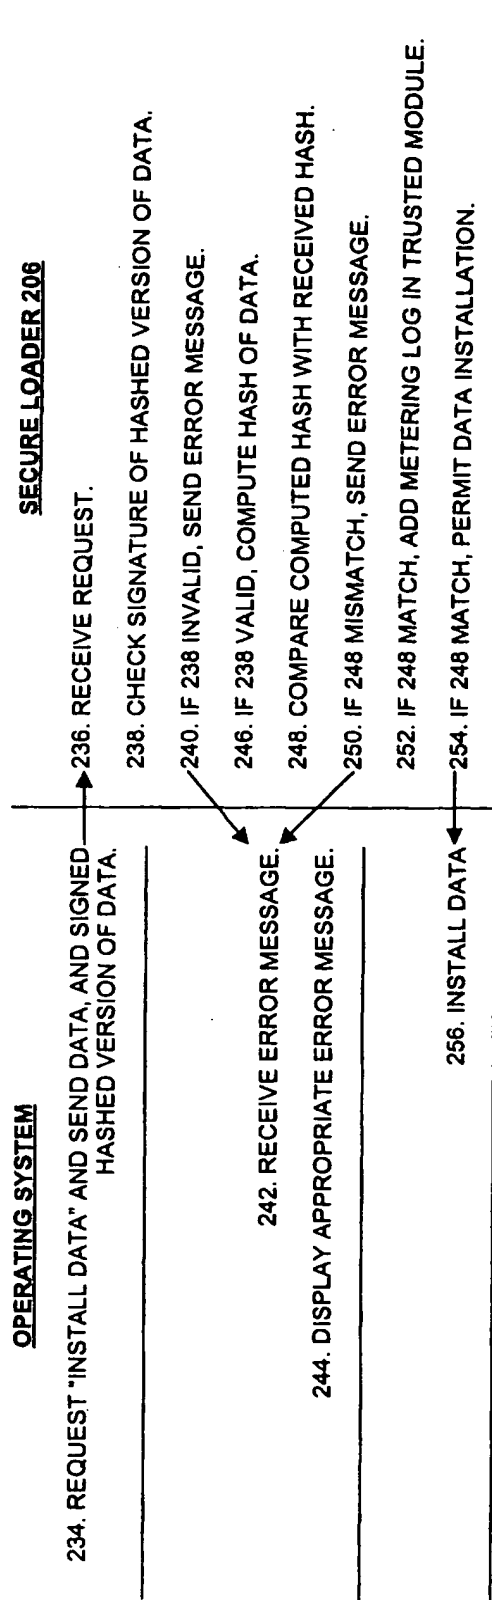 OPERATING SYSTEM
234. REQUEST "INSTALL DATA" AND SEND DATA, AND SIGNED
HASHED VERSION OF DATA.
242. RECEIVE ERROR MESSAGE.
244. DISPLAY APPROPRIATE ERROR MESSAGE.
256. INSTALL DATA
SECURE LOADER 206
236. RECEIVE REQUEST.
238. CHECK SIGNATURE OF HASHED VERSION OF DATA.
240. IF 238 INVALID, SEND ERROR MESSAGE.
246. IF 238 VALID, COMPUTE HASH OF DATA.
248. COMPARE COMPUTED HASH WITH RECEIVED HASH.
250. IF 248 MISMATCH, SEND ERROR MESSAGE.
252. IF 248 MATCH, ADD METERING LOG IN TRUSTED MODULE.
254. IF 248 MATCH, PERMIT DATA INSTALLATION.